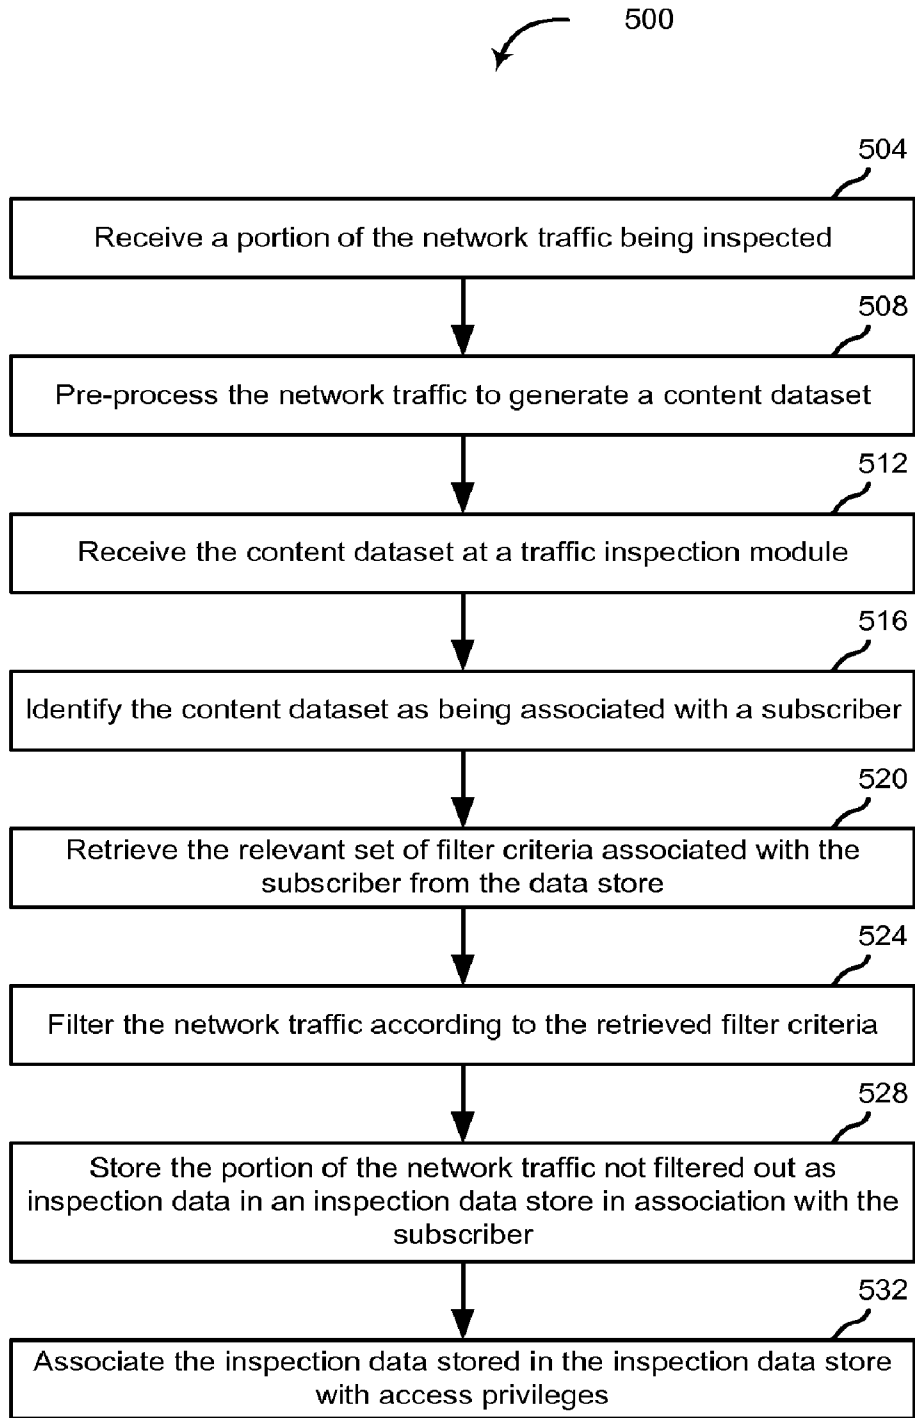 500
504
Receive a portion of the network traffic being inspected
508
Pre-process the network traffic to generate a content dataset
512
Receive the content dataset at a traffic inspection module
516
Identify the content dataset as being associated with a subscriber
520
Retrieve the relevant set of filter criteria associated with the
subscriber from the data store
524
Filter the network traffic according to the retrieved filter criteria
528
Store the portion of the network traffic not filtered out as
inspection data in an inspection data store in association with the
subscriber
532
Associate the inspection data stored in the inspection data store
with access privileges